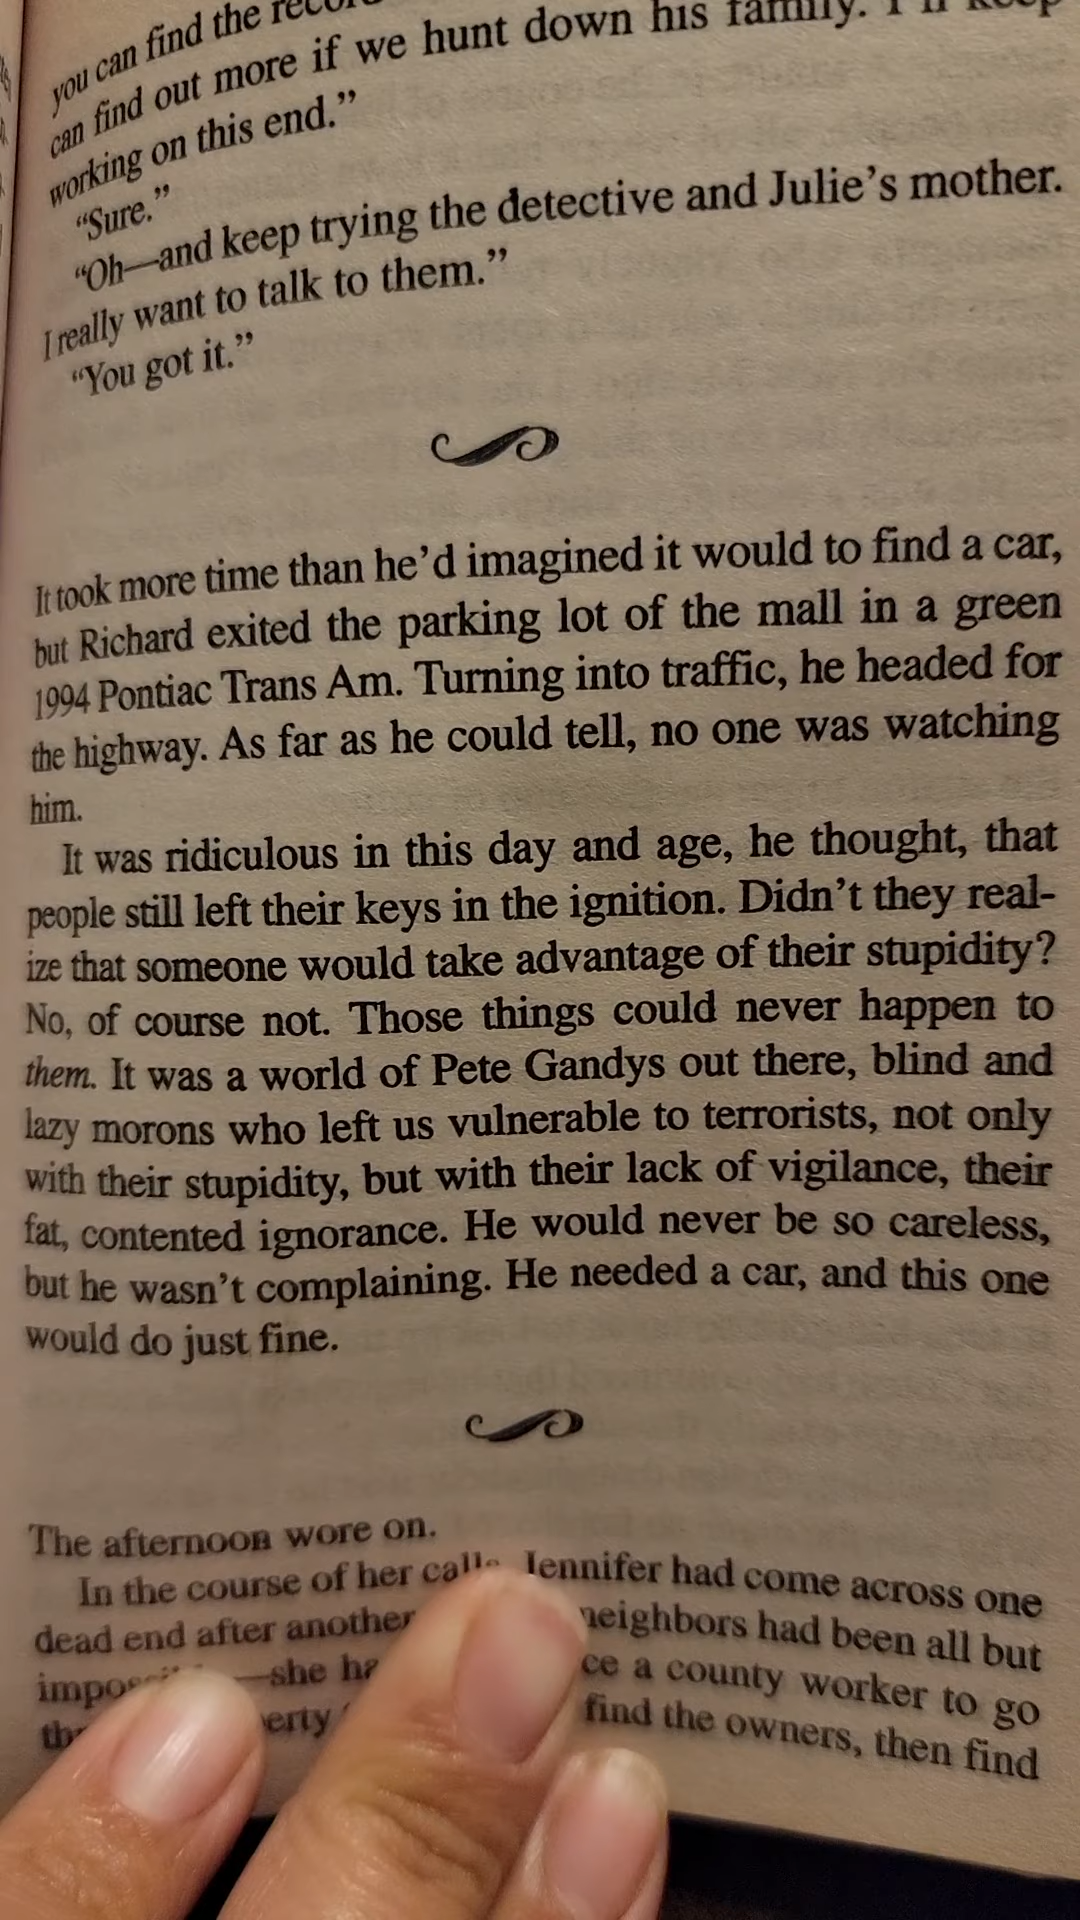 you can find the
can find out more if we hunt down his family. I'll keep
working on this end.”
“Sure.”
“Oh—and keep trying the detective and Julie’s mother.
I really want to talk to them.”
“You got it.”
It took more time than he’d imagined it would to find a car,
but Richard exited the parking lot of the mall in a green
1994 Pontiac Trans Am. Turning into traffic, he headed for
the highway. As far as he could tell, no one was watching
him.
It was ridiculous in this day and age, he thought, that
people still left their keys in the ignition. Didn’t they real-
ize that someone would take advantage of their stupidity?
No, of course not. Those things could never happen to
them. It was a world of Pete Gandys out there, blind and
lazy morons who left us vulnerable to terrorists, not only
with their stupidity, but with their lack of vigilance, their
fat, contented ignorance. He would never be so careless,
but he wasn’t complaining. He needed a car, and this one
would do just fine.
The afternoon wore on.
In the course of her Jennifer had come across one
dead end after another neighbors had been all but
—she a county worker to go
find the owners, then find